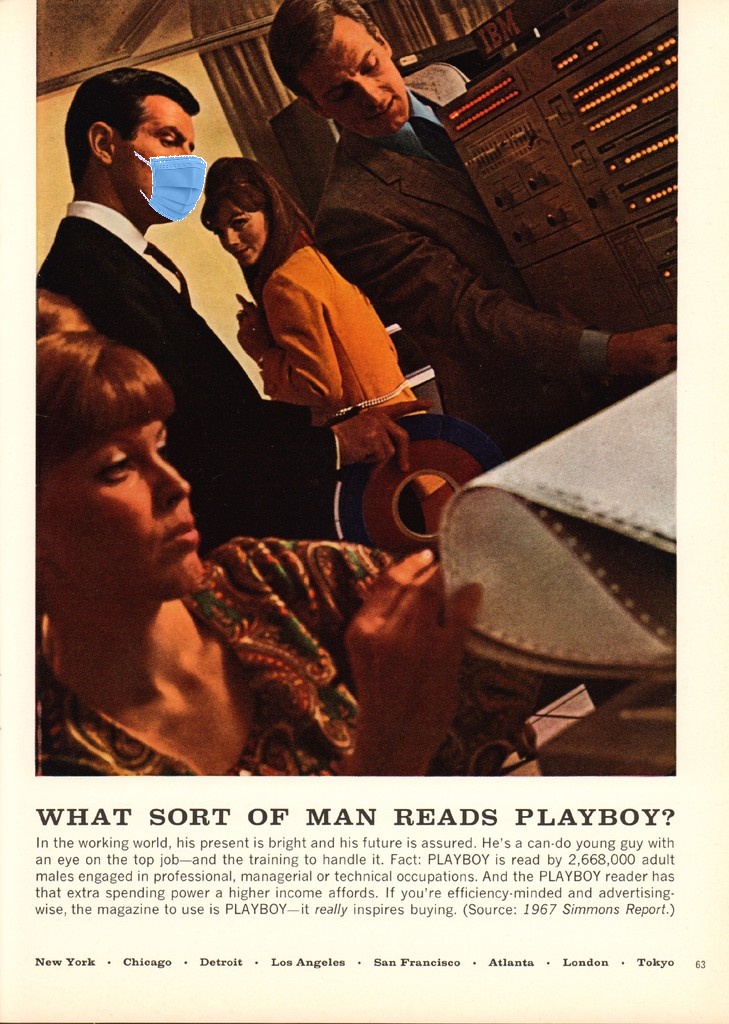 IBM
WHAT SORT OF MAN READS PLAYBOY?
In the working world, his present is bright and his future is assured. He's a can-do young guy with
an eye on the top job—and the training to handle it. Fact: PLAYBOY is read by 2,668,000 adult
males engaged in professional, managerial or technical occupations. And the PLAYBOY reader has
that extra spending power a higher income affords. If you're efficiency-minded and advertising-
wise, the magazine to use is PLAYBOY—it really inspires buying. (Source: 1967 Simmons Report.)
New York • Chicago • Detroit • Los Angeles • San Francisco • Atlanta • London • Tokyo 63